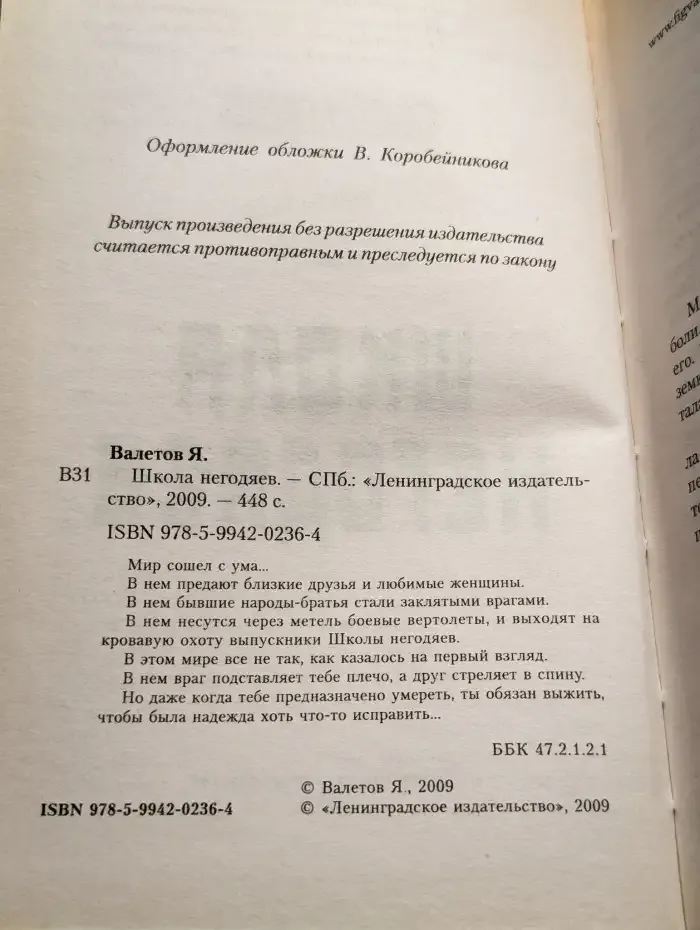 Оформление обложки В. Коробейникова
Выпуск произведения без разрешения издательства
считается противоправным и преследуется по закону
Валетов Я.
В31 Школа негодяев. — СПб.: «Ленинградское издатель-
ство», 2009. — 448 с.
ISBN 978-5-9942-0236-4
Мир сошел с ума...
В нем предают близкие друзья и любимые женщины.
В нем бывшие народы-братья стали заклятыми врагами.
В нем несутся через метель боевые вертолеты, и выходят на
кровавую охоту выпускники Школы негодяев.
В этом мире все не так, как казалось на первый взгляд.
В нем враг подставляет тебе плечо, а друг стреляет в спину.
Но даже когда тебе предназначено умереть, ты обязан выжить,
чтобы была надежда хоть что-то исправить...
ББК 47.2.1.2.1
© Валетов Я., 2009
ISBN 978-5-9942-0236-4 © «Ленинградское издательство», 2009
боли
его.
земл